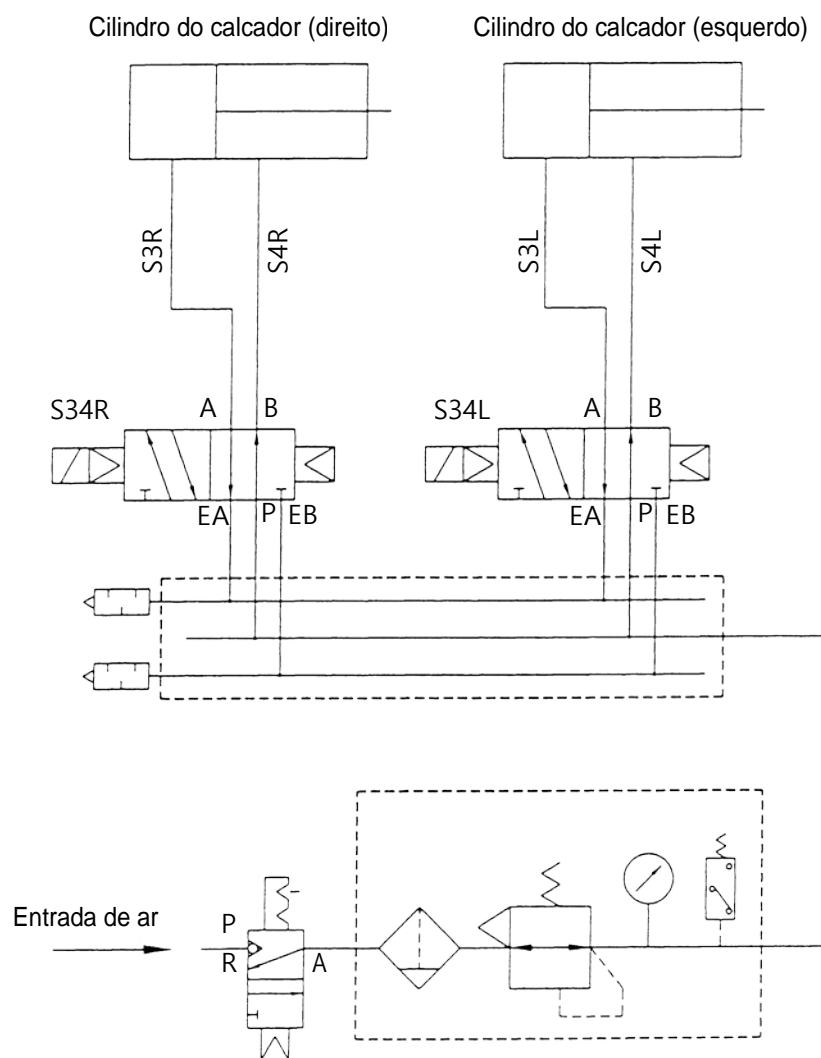 Cilindro do calcador (direito) Cilindro do calcador (esquerdo)
S3R S4R S3L S4L
S34R A B S34L A B
EA P EB EA P EB
Entrada de ar
P
R A